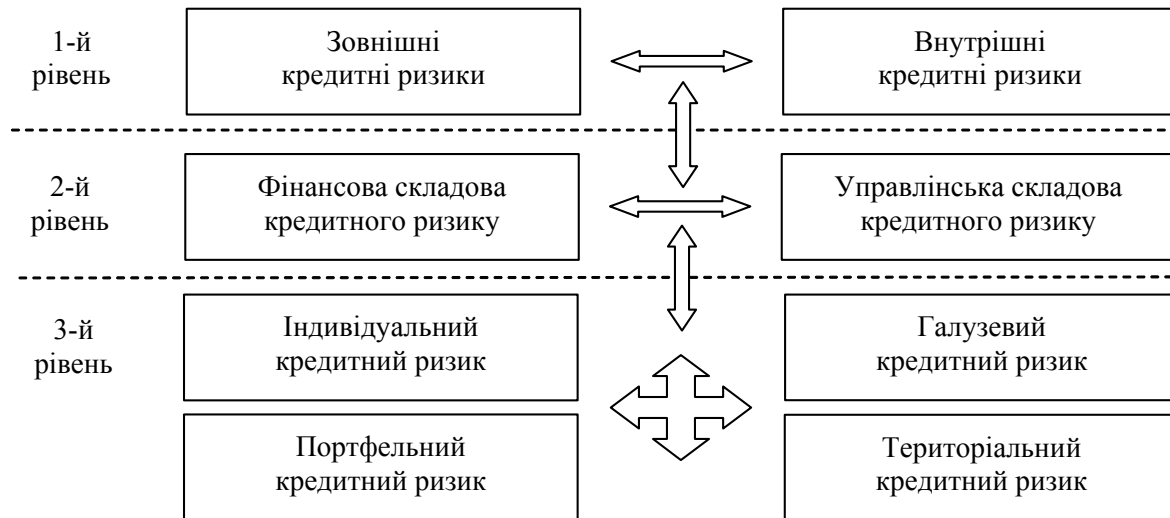 1-й
рівень
Зовнішні
кредитні ризики
Внутрішні
кредитні ризики
2-й
рівень
Фінансова складова
кредитного ризику
Управлінська складова
кредитного ризику
3-й
рівень
Індивідуальний
кредитний ризик
Галузевий
кредитний ризик
Портфельний
кредитний ризик
Територіальний
кредитний ризик